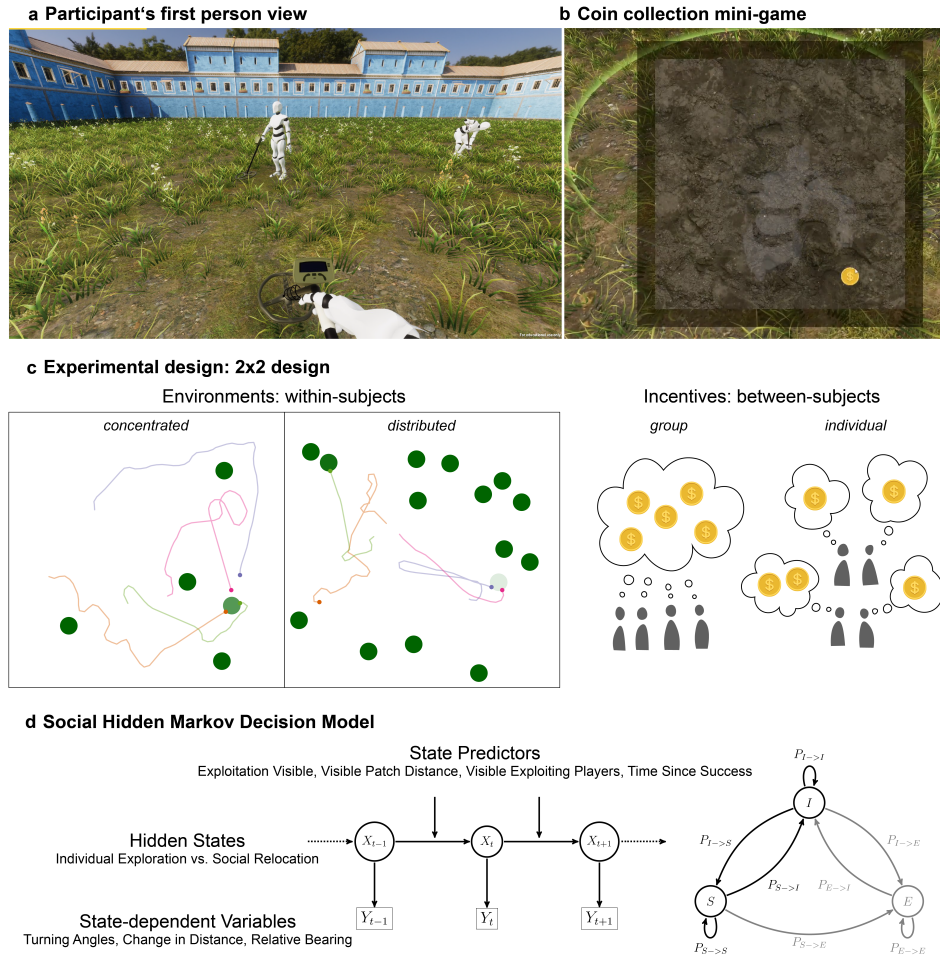 a Participant‘s first person view
b Coin collection mini-game
c Experimental design: 2x2 design
Environments: within-subjects
Incentives: between-subjects
concentrated
distributed
group
individual
d Social Hidden Markov Decision Model
State Predictors
Exploitation Visible, Visible Patch Distance, Visible Exploiting Players, Time Since Success
Hidden States
Individual Exploration vs. Social Relocation
X_{t-1}
X_t
X_{t+1}
State-dependent Variables
Turning Angles, Change in Distance, Relative Bearing
Y_{t-1}
Y_t
Y_{t+1}
P_{I->I}
I
P_{I->S}
P_{I->E}
P_{S->I}
P_{E->I}
S
E
P_{S->S}
P_{S->E}
P_{E->E}